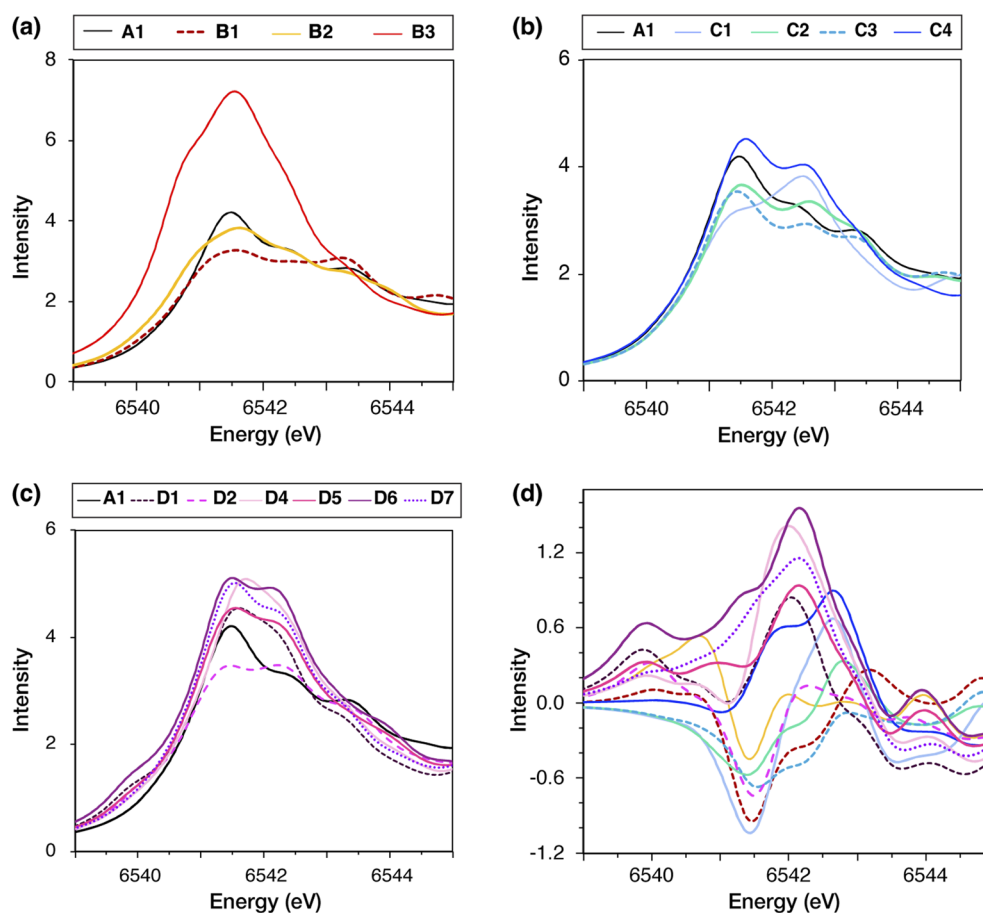 (a)
A1 B1 B2 B3
8
6
4
2
0
Intensity
6540 6542 6544
Energy (eV)
(b)
A1 C1 C2 C3 C4
6
4
2
0
Intensity
6540 6542 6544
Energy (eV)
(c)
A1 D1 D2 D4 D5 D6 D7
6
4
2
0
Intensity
6540 6542 6544
Energy (eV)
(d)
1.2
0.6
0.0
-0.6
-1.2
Intensity
6540 6542 6544
Energy (eV)